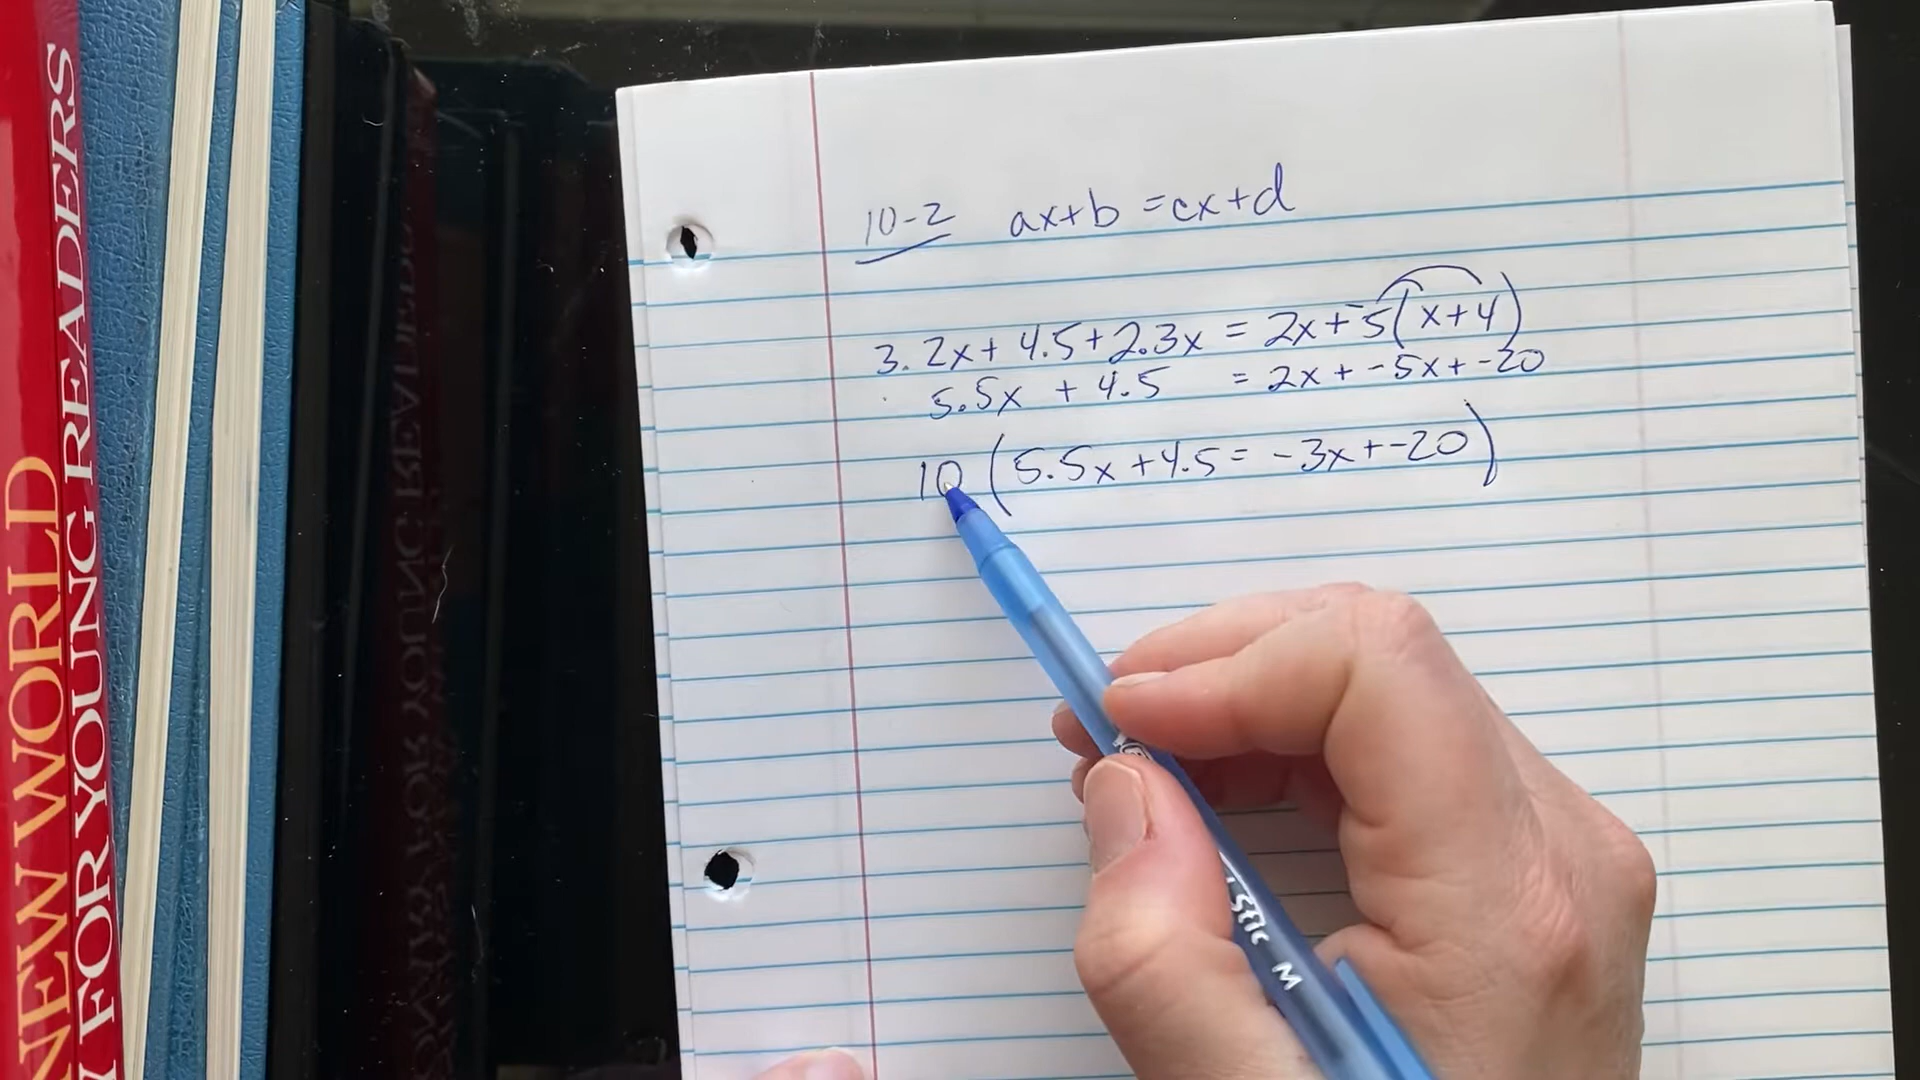 NEW WORLD
FOR YOUNG READERS
10-2 ax+b=cx+d
3.2x+4.5+2.3x=2x+-5(x+4)
5.5x+4.5=2x+-5x+-20
10(5.5x+4.5=-3x+-20)
stic M